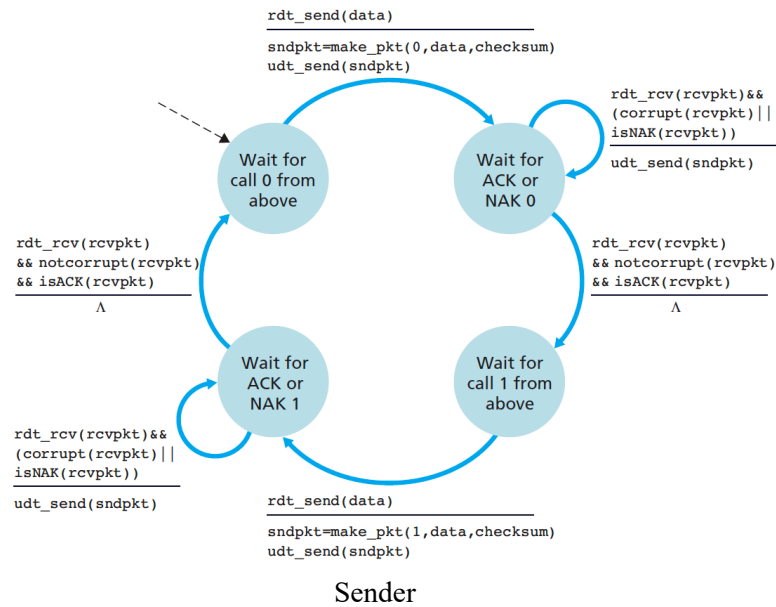 rdt_send(data)
sndpkt=make_pkt(0,data,checksum)
udt_send(sndpkt)
Wait for
call 0 from
above
Wait for
ACK or
NAK 0
rdt_rcv(rcvpkt)&&
(corrupt(rcvpkt)||
isNAK(rcvpkt))
udt_send(sndpkt)
rdt_rcv(rcvpkt)
&& notcorrupt(rcvpkt)
&& isACK(rcvpkt)
Λ
rdt_rcv(rcvpkt)
&& notcorrupt(rcvpkt)
&& isACK(rcvpkt)
Λ
Wait for
ACK or
NAK 1
Wait for
call 1 from
above
rdt_rcv(rcvpkt)&&
(corrupt(rcvpkt)||
isNAK(rcvpkt))
udt_send(sndpkt)
rdt_send(data)
sndpkt=make_pkt(1,data,checksum)
udt_send(sndpkt)
Sender